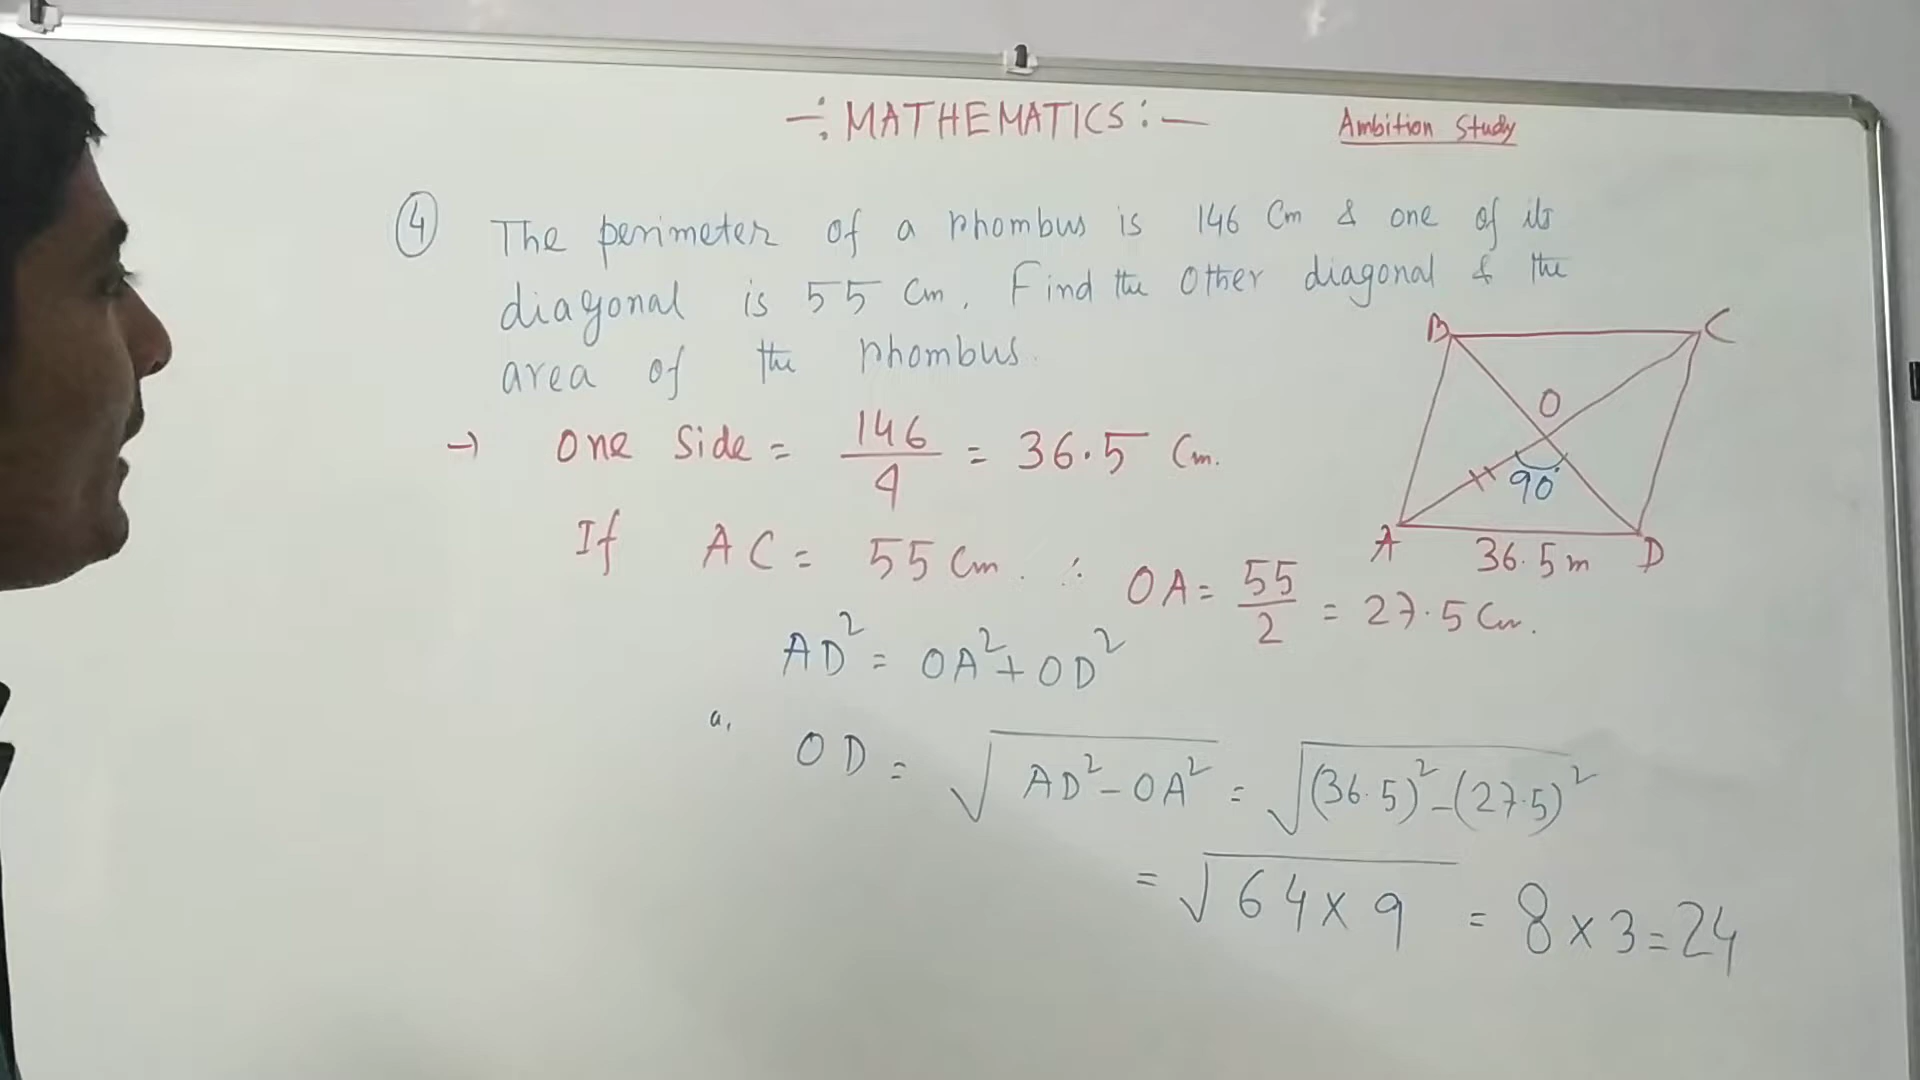 -: MATHEMATICS :-
Ambition Study
④ The perimeter of a rhombus is 146 Cm & one of its
diagonal is 55 Cm. Find the other diagonal & the
area of the rhombus.
B C
O
90°
A D
36.5m
→ One Side = 146/4 = 36.5 Cm.
If AC = 55 Cm. ∴ OA = 55/2 = 27.5 Cm.
AD² = OA² + OD²
a, OD = √(AD² - OA²) = √((36.5)² - (27.5)²)
= √(64 × 9) = 8 × 3 = 24